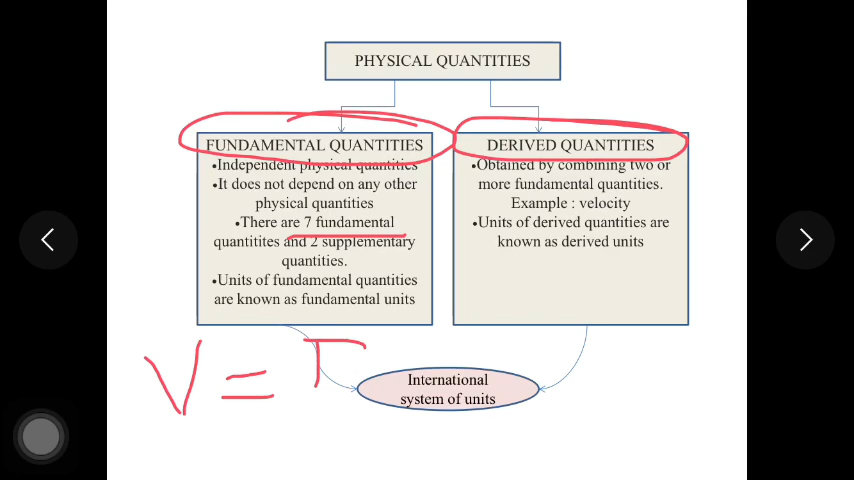 PHYSICAL QUANTITIES
FUNDAMENTAL QUANTITIES
•Independent physical quantities
•It does not depend on any other
physical quantities
•There are 7 fundamental
quantitites and 2 supplementary
quantities.
•Units of fundamental quantities
are known as fundamental units
DERIVED QUANTITIES
•Obtained by combining two or
more fundamental quantities.
Example : velocity
•Units of derived quantities are
known as derived units
International
system of units
V =